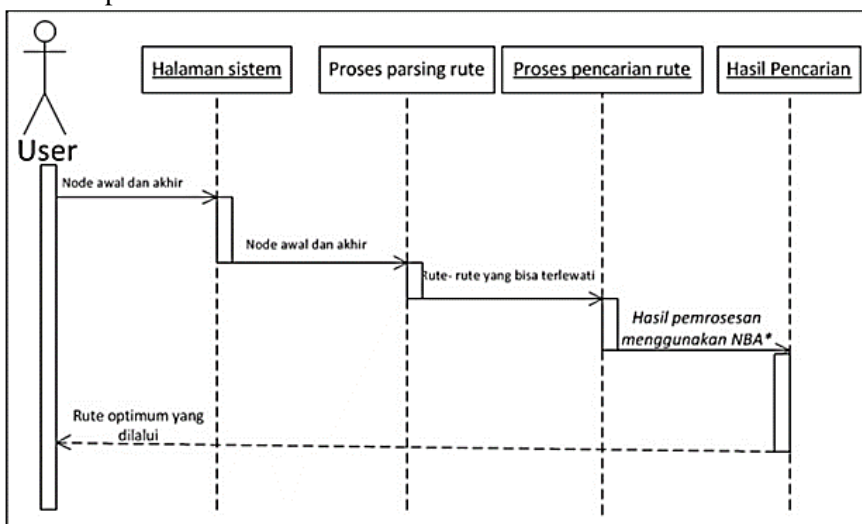 Halaman sistem
Proses parsing rute
Proses pencarian rute
Hasil Pencarian
User
Node awal dan akhir
Node awal dan akhir
Rute- rute yang bisa terlewati
Hasil pemrosesan
menggunakan NBA*
Rute optimum yang
dilalui